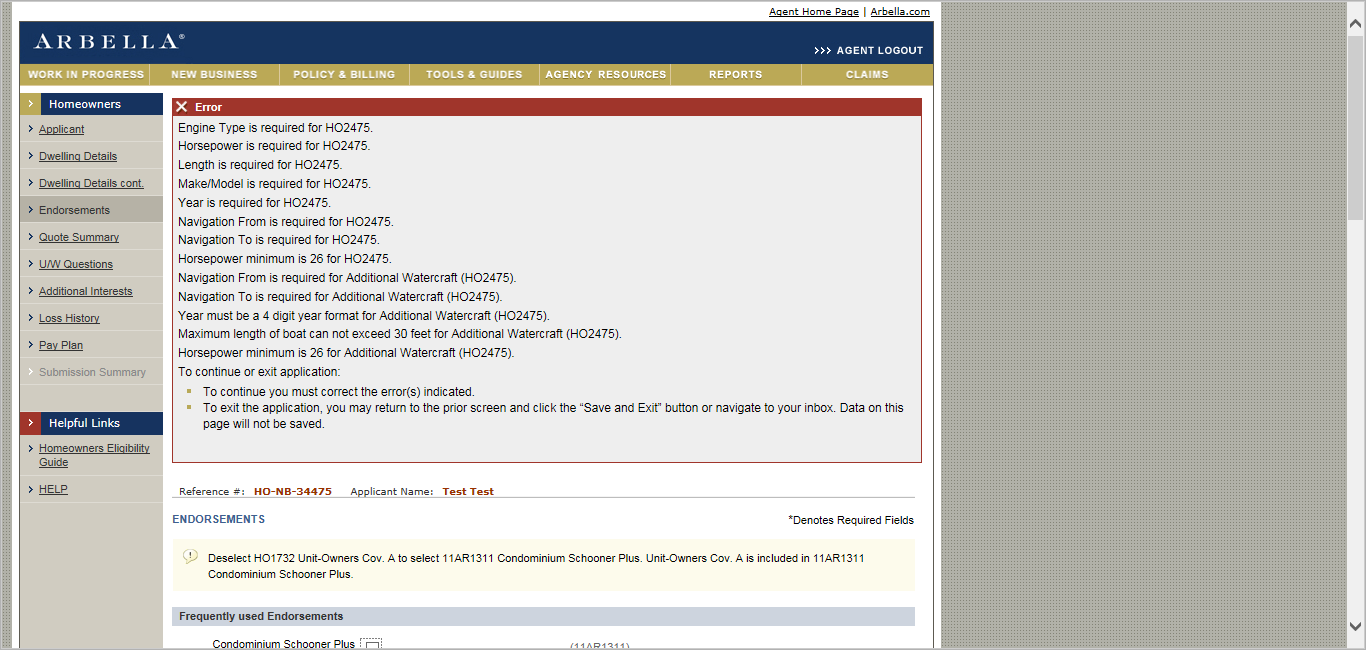 Agent Home Page | Arbella.com
ARBELLA®
>>> AGENT LOGOUT
WORK IN PROGRESS NEW BUSINESS POLICY & BILLING TOOLS & GUIDES AGENCY RESOURCES REPORTS CLAIMS
Homeowners
Applicant
Dwelling Details
Dwelling Details cont.
Endorsements
Quote Summary
U/W Questions
Additional Interests
Loss History
Pay Plan
Submission Summary
Helpful Links
Homeowners Eligibility
Guide
HELP
Error
Engine Type is required for HO2475.
Horsepower is required for HO2475.
Length is required for HO2475.
Make/Model is required for HO2475.
Year is required for HO2475.
Navigation From is required for HO2475.
Navigation To is required for HO2475.
Horsepower minimum is 26 for HO2475.
Navigation From is required for Additional Watercraft (HO2475).
Navigation To is required for Additional Watercraft (HO2475).
Year must be a 4 digit year format for Additional Watercraft (HO2475).
Maximum length of boat can not exceed 30 feet for Additional Watercraft (HO2475).
Horsepower minimum is 26 for Additional Watercraft (HO2475).
To continue or exit application:
To continue you must correct the error(s) indicated.
To exit the application, you may return to the prior screen and click the “Save and Exit” button or navigate to your inbox. Data on this
page will not be saved.
Reference #: HO-NB-34475 Applicant Name: Test Test
ENDORSEMENTS
*Denotes Required Fields
Deselect HO1732 Unit-Owners Cov. A to select 11AR1311 Condominium Schooner Plus. Unit-Owners Cov. A is included in 11AR1311
Condominium Schooner Plus.
Frequently used Endorsements
Condominium Schooner Plus (11AR1311)